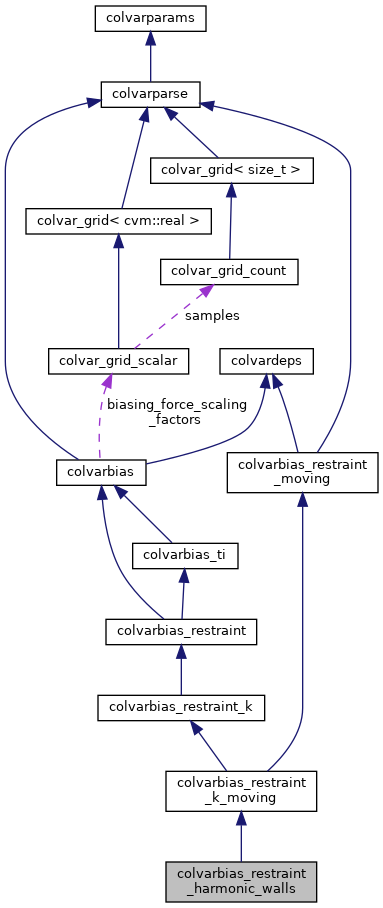 colvarparams
colvarparse
colvar_grid< size_t >
colvar_grid< cvm::real >
colvar_grid_count
samples
colvar_grid_scalar
colvardeps
biasing_force_scaling
_factors
colvarbias
colvarbias_restraint
_moving
colvarbias_ti
colvarbias_restraint
colvarbias_restraint_k
colvarbias_restraint
_k_moving
colvarbias_restraint
_harmonic_walls